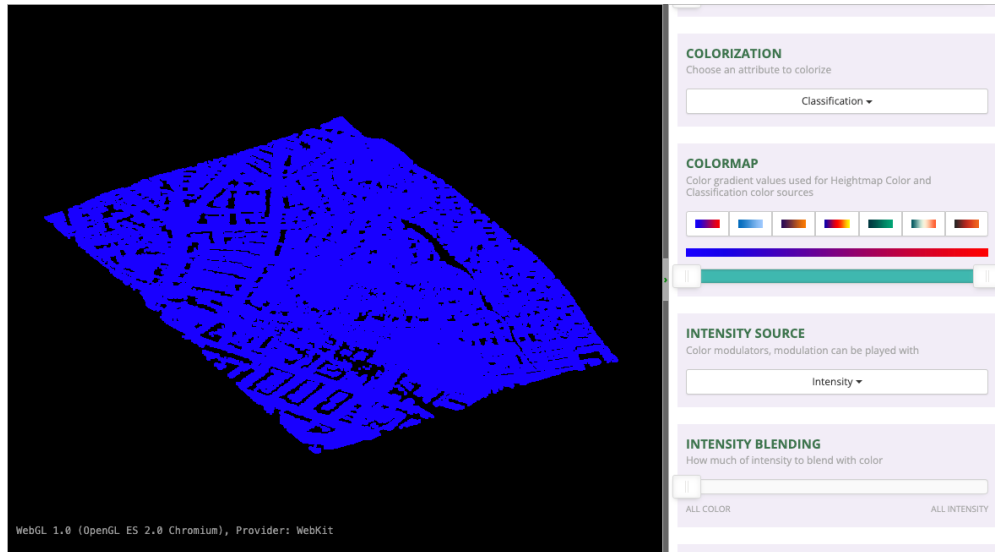 COLORIZATION
Choose an attribute to colorize
Classification
COLORMAP
Color gradient values used for Heightmap Color and
Classification color sources
INTENSITY SOURCE
Color modulators, modulation can be played with
Intensity
INTENSITY BLENDING
How much of intensity to blend with color
ALL COLOR
ALL INTENSITY
WebGL 1.0 (OpenGL ES 2.0 Chromium), Provider: WebKit